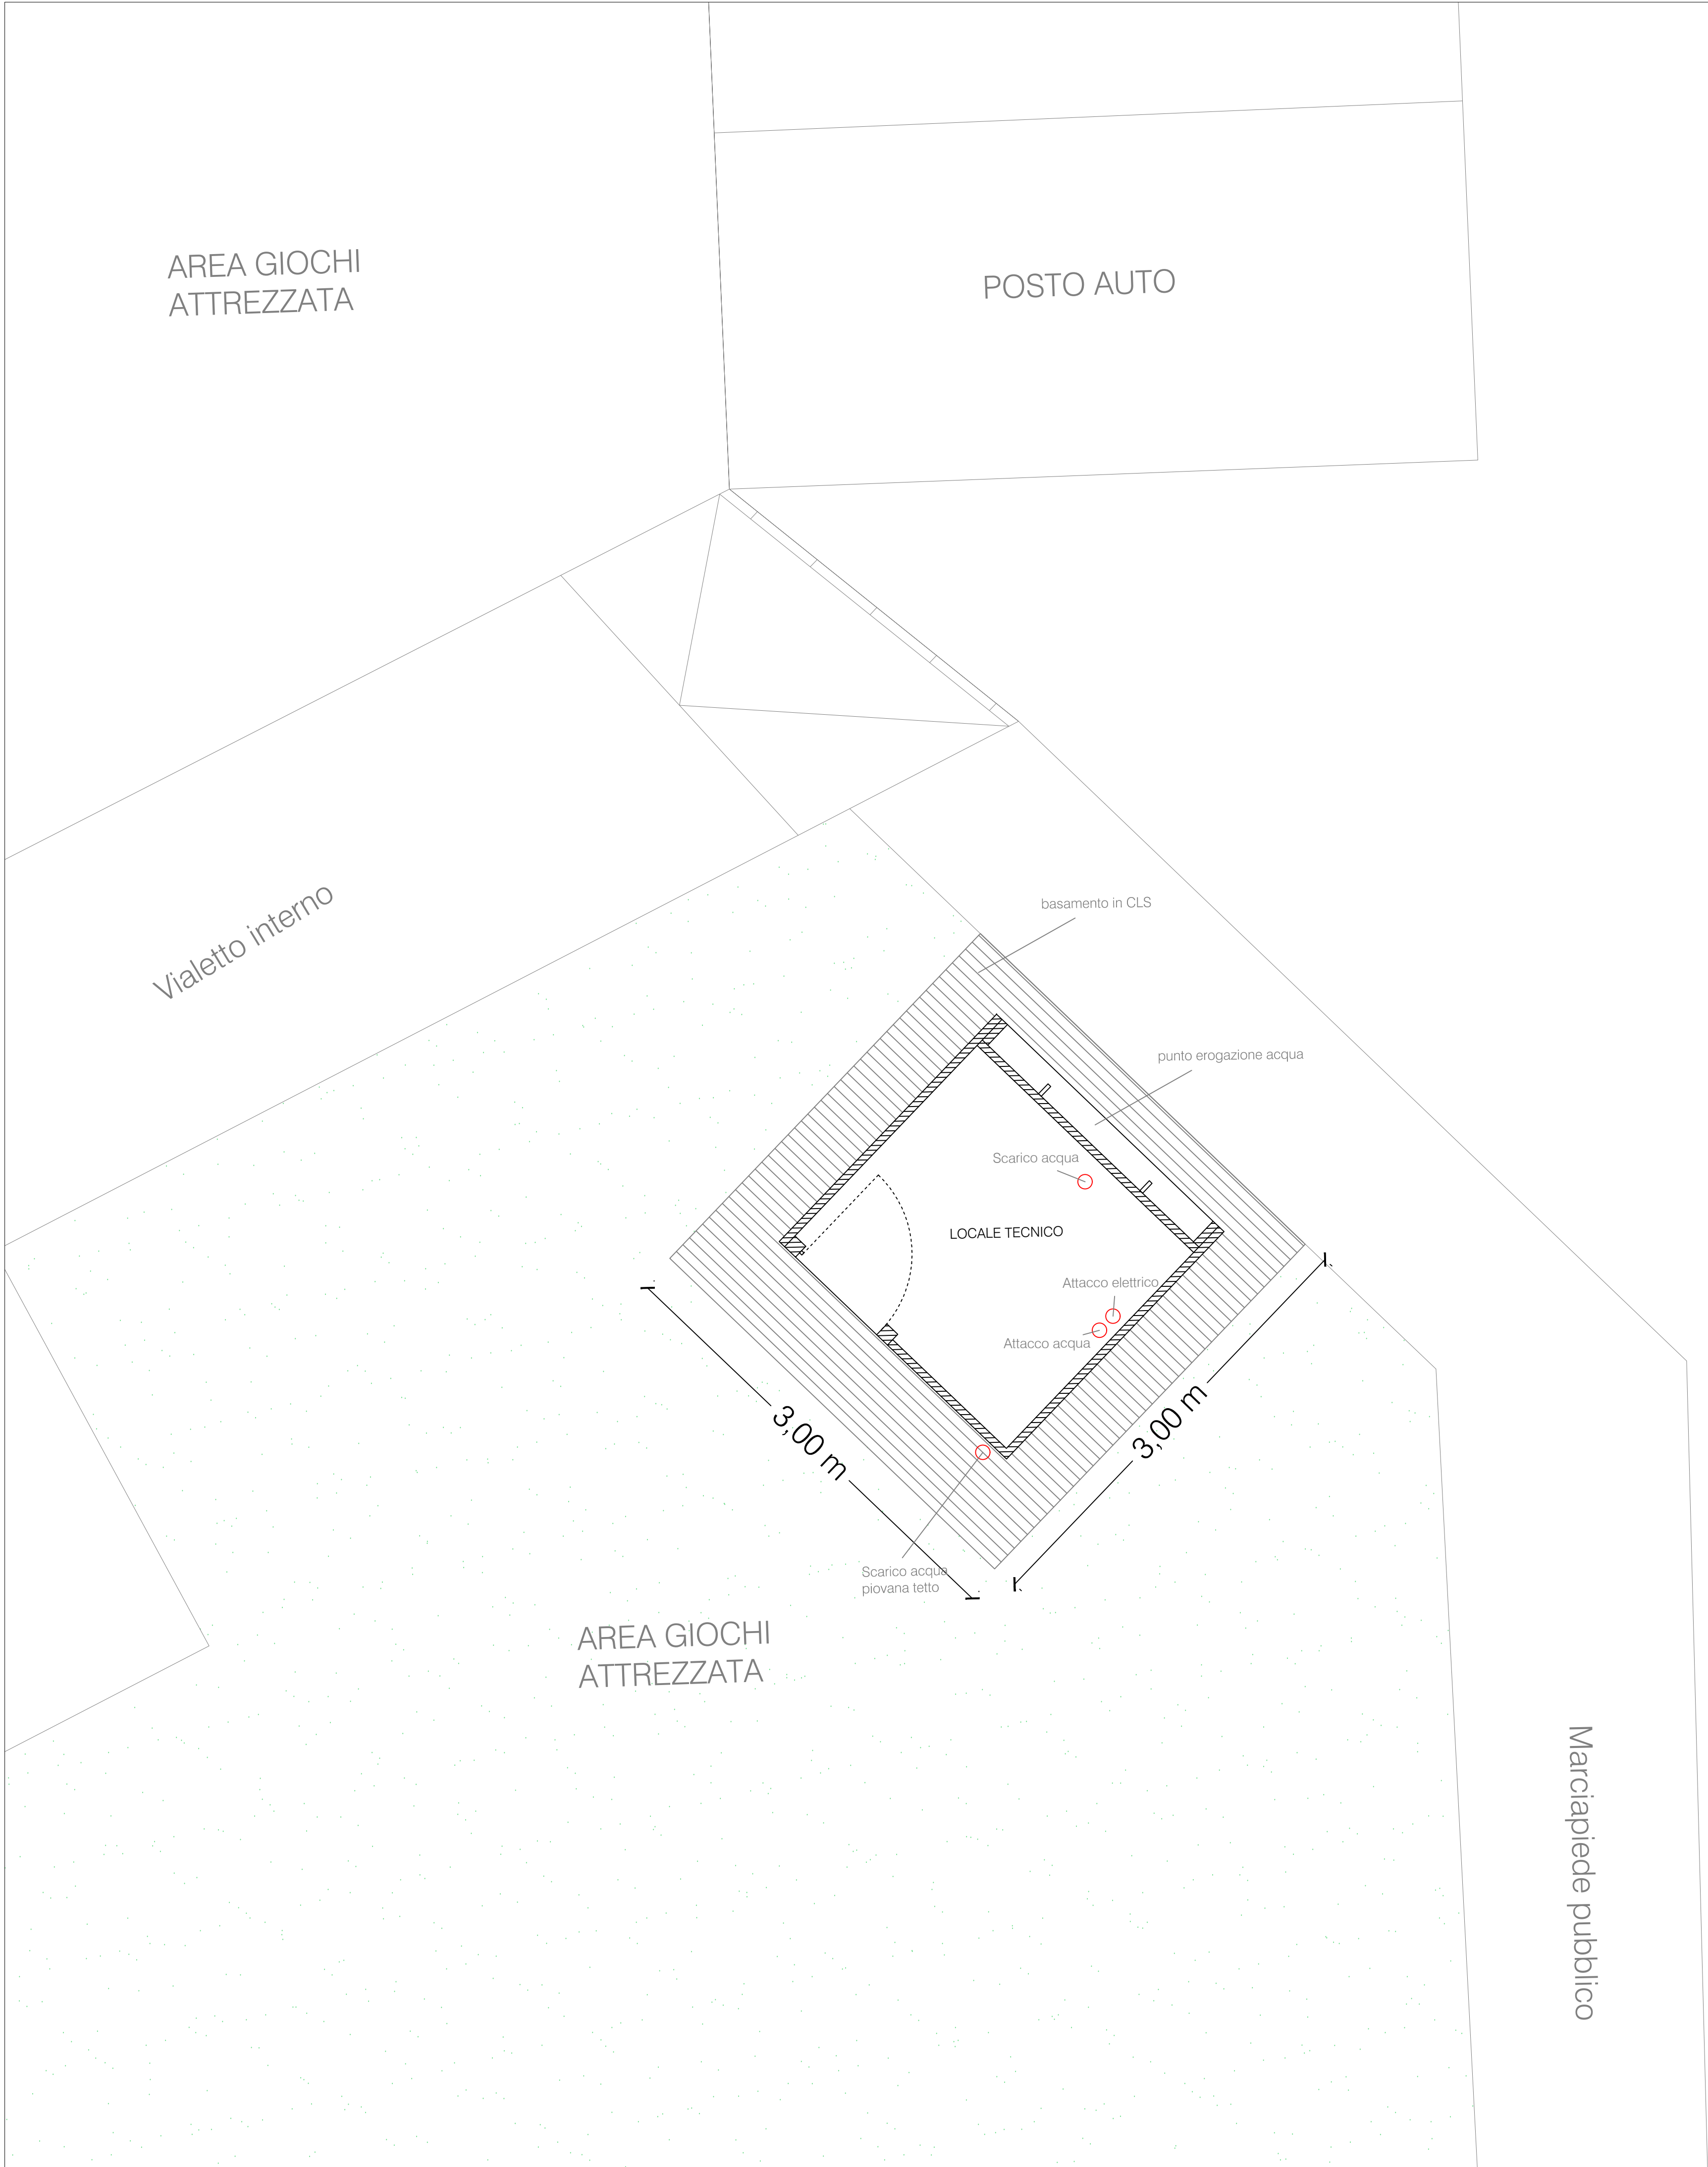 AREA GIOCHI
ATTREZZATA
POSTO AUTO
Vialetto interno
basamento in CLS
punto erogazione acqua
Scarico acqua
LOCALE TECNICO
Attacco elettrico
Attacco acqua
3,00 m
3,00 m
Scarico acqua
piovana tetto
AREA GIOCHI
ATTREZZATA
Marciapiede pubblico